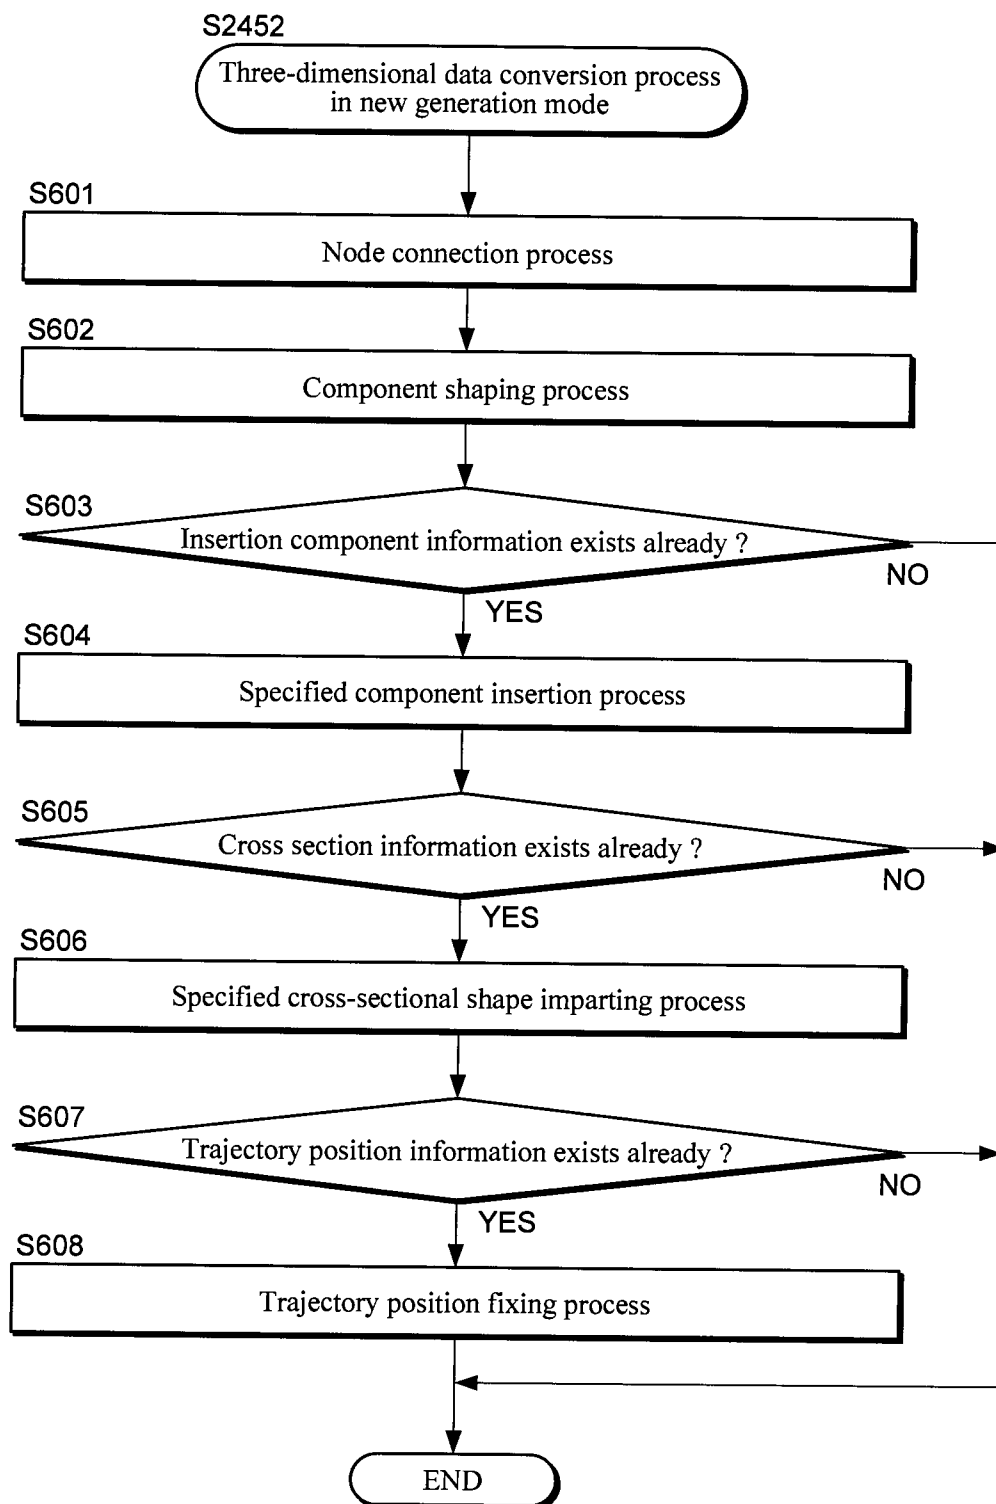 S2452
Three-dimensional data conversion process
in new generation mode
S601
Node connection process
S602
Component shaping process
S603
Insertion component information exists already ?
NO
YES
S604
Specified component insertion process
S605
Cross section information exists already ?
NO
YES
S606
Specified cross-sectional shape imparting process
S607
Trajectory position information exists already ?
NO
YES
S608
Trajectory position fixing process
END